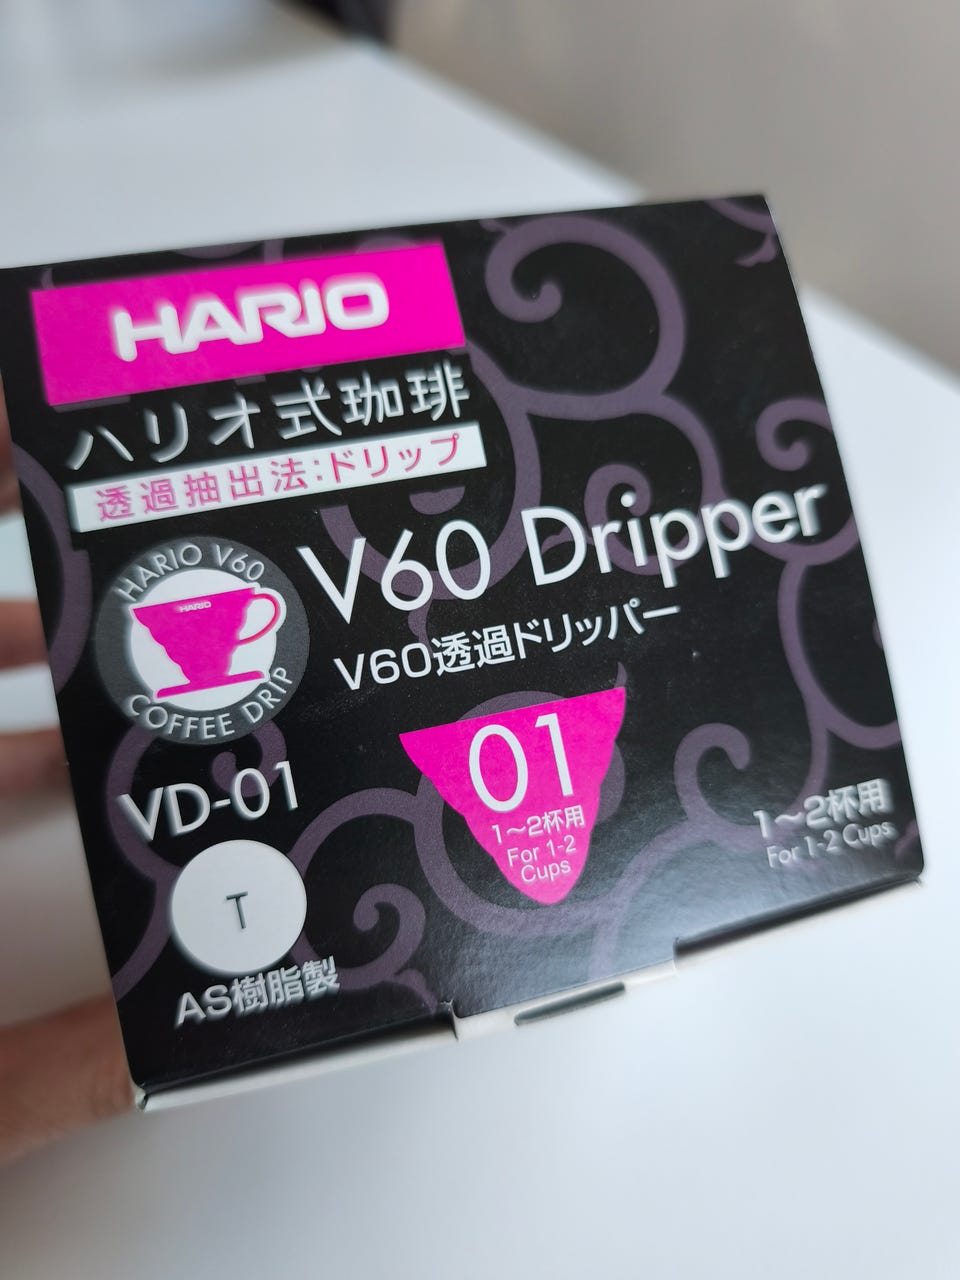 HARIO
ハリオ式珈琲
透過抽出法:ドリップ
V60 Dripper
V60透過ドリッパー
HARIO V60
HARIO
COFFEE DRIP
VD-01
01
1～2杯用
For 1-2
Cups
1～2杯用
For 1-2 Cups
T
AS樹脂製